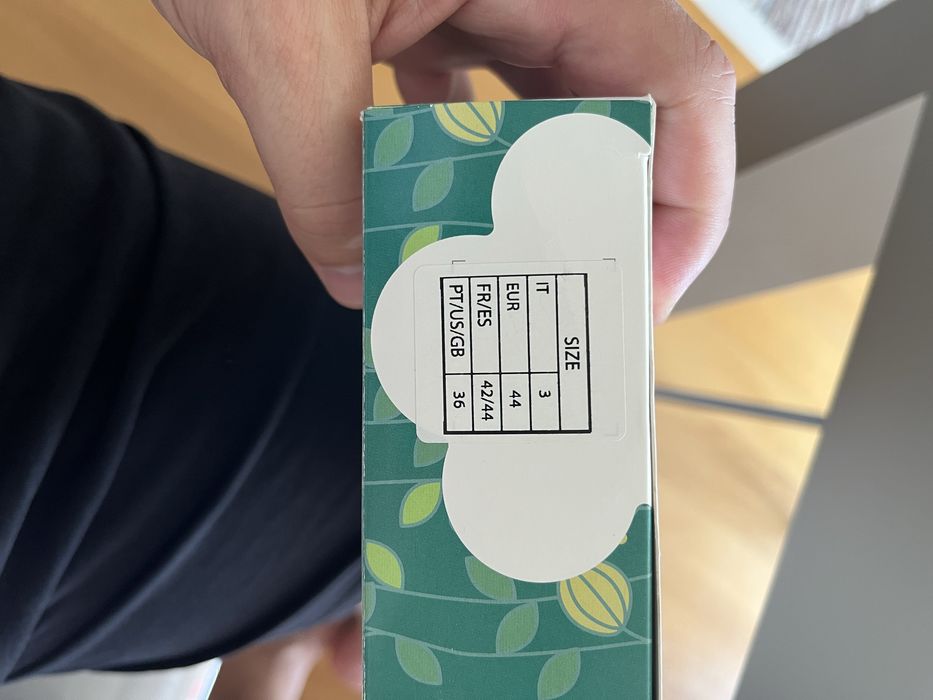 SIZE
IT 3
EUR 44
FR/ES 42/44
PT/US/GB 36